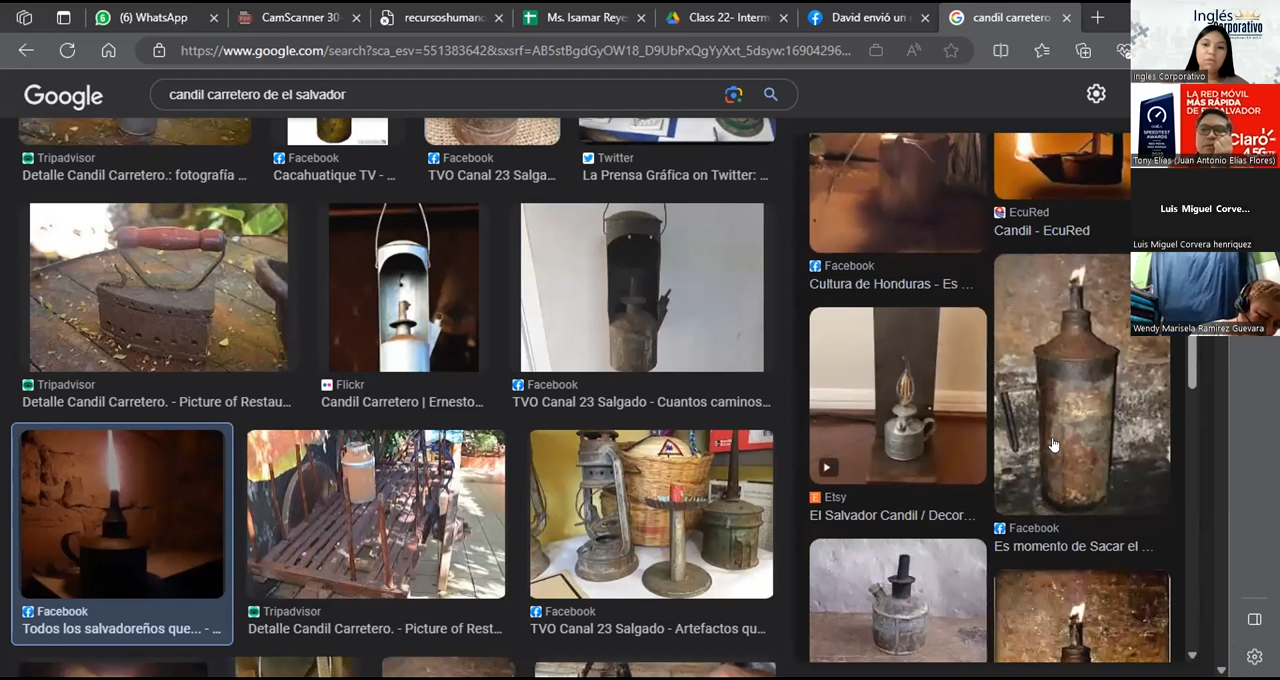 (6) WhatsApp
CamScanner 30-
recursoshumano
Ms. Isamar Reye
Class 22- Interm
David envió un
candil carretero
https://www.google.com/search?sca_esv=551383642&sxsrf=AB5stBgdGyOW18_D9UbPxQgYyXxt_5dsyw:16904296...
Google
candil carretero de el salvador
Tripadvisor
Detalle Candil Carretero.: fotografía ...
Facebook
Cacahuatique TV - ...
Facebook
TVO Canal 23 Salga...
Twitter
La Prensa Gráfica on Twitter: ...
Tripadvisor
Detalle Candil Carretero. - Picture of Restau...
Flickr
Candil Carretero | Ernesto...
Facebook
TVO Canal 23 Salgado - Cuantos caminos...
Facebook
Todos los salvadoreños que... - ...
Tripadvisor
Detalle Candil Carretero. - Picture of Rest...
Facebook
TVO Canal 23 Salgado - Artefactos qu...
Facebook
Cultura de Honduras - Es ...
EcuRed
Candil - EcuRed
Etsy
El Salvador Candil / Decor...
Facebook
Es momento de Sacar el ...
Inglés
Corporativo
Ingles Corporativo
LA RED MÓVIL
MÁS RÁPIDA
DE EL SALVADOR
SPEEDTEST
AWARDS
Claro
4.5G
Tony Elías (Juan Antonio Elías Flores)
Luis Miguel Corve...
Luis Miguel Corvera henriquez
Wendy Marisela Ramirez Guevara